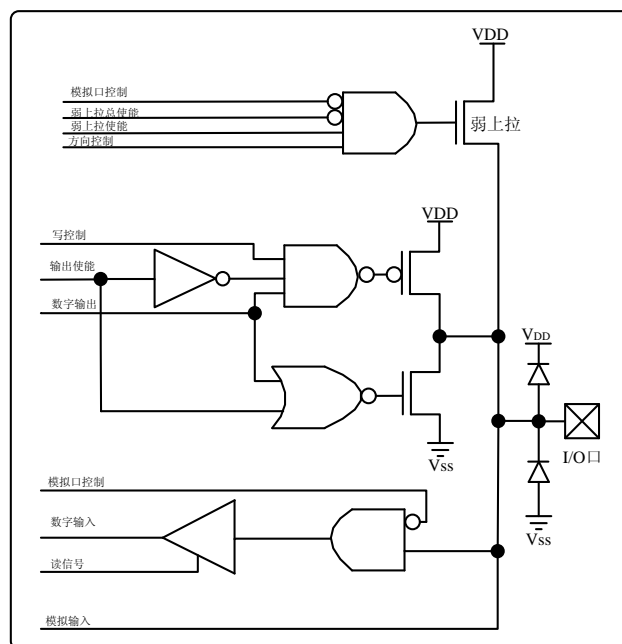 VDD
模拟口控制
弱上拉总使能
弱上拉使能
方向控制
弱上拉
写控制
VDD
输出使能
数字输出
VDD
I/O口
Vss
模拟口控制
数字输入
Vss
读信号
模拟输入